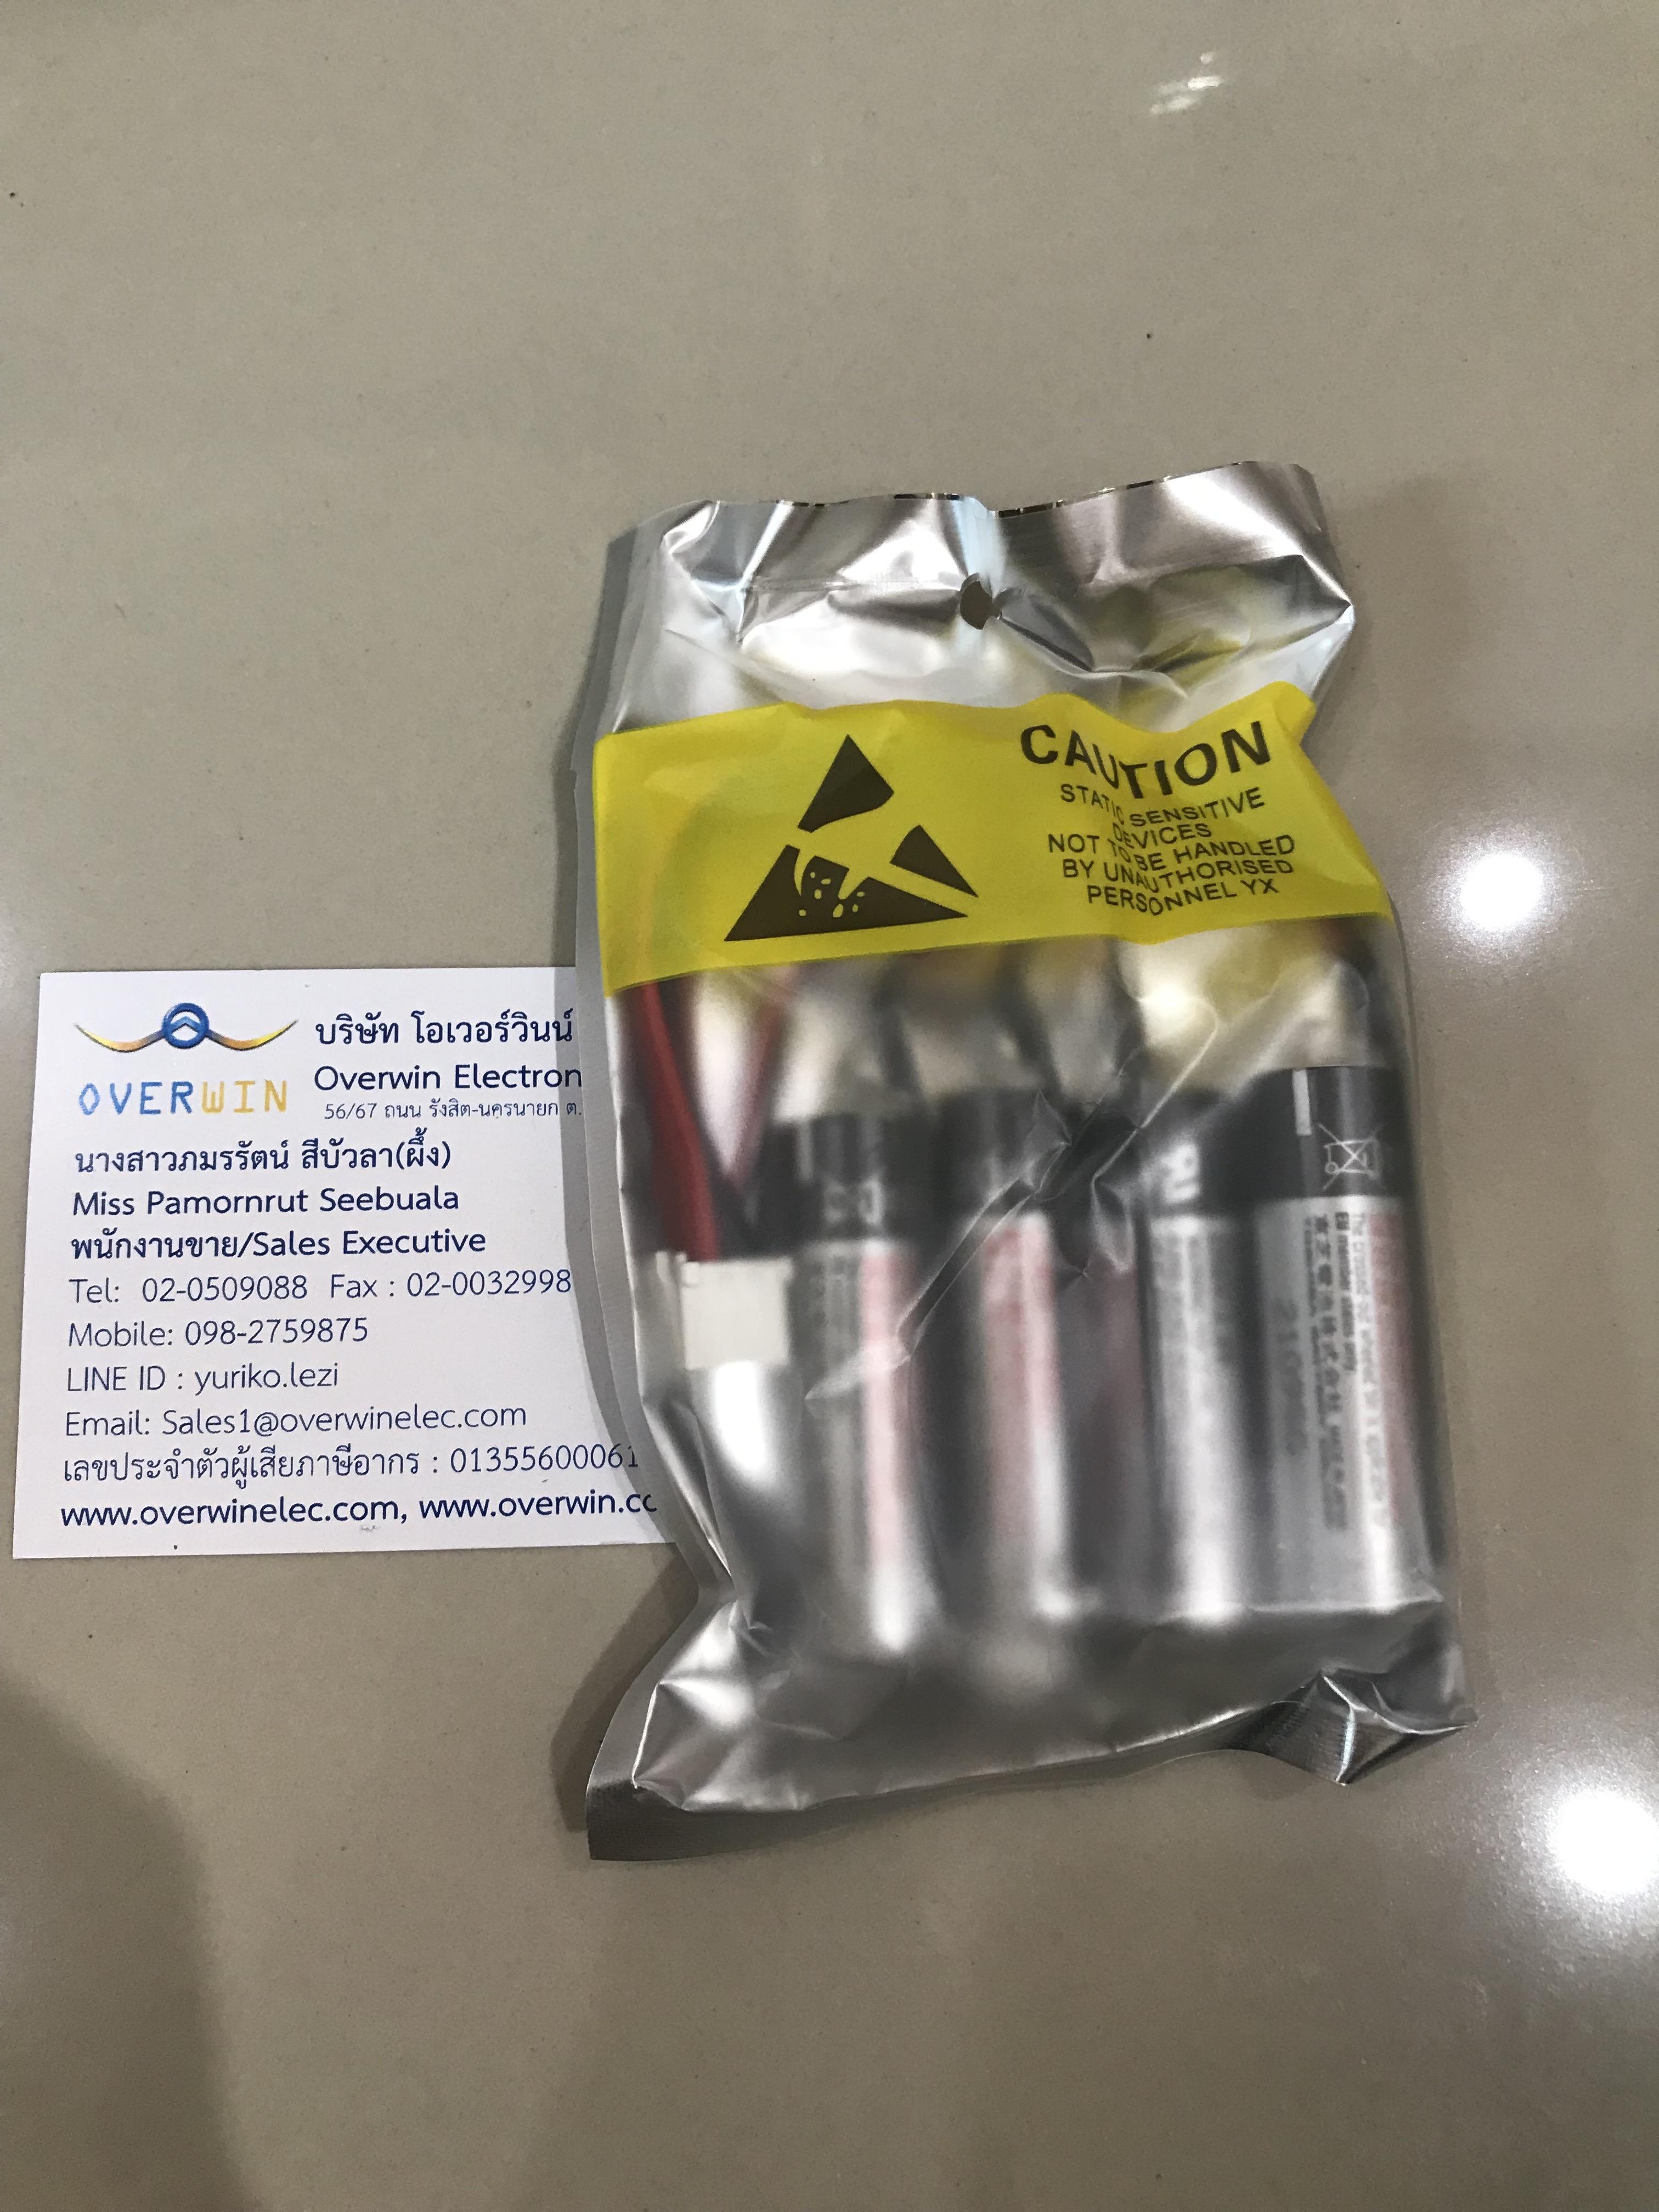 CAUTION
STATIC SENSITIVE
DEVICES
NOT TO BE HANDLED
BY UNAUTHORISED
PERSONNEL YX
OVERWIN
บริษัท โอเวอร์วินน์
Overwin Electron
56/67 ถนน รังสิต-นครนายก ต.
นางสาวภมรรัตน์ สีบัวลา(ผึ้ง)
Miss Pamornrut Seebuala
พนักงานขาย/Sales Executive
Tel: 02-0509088 Fax : 02-0032998
Mobile: 098-2759875
LINE ID : yuriko.lezi
Email: Sales1@overwinelec.com
เลขประจำตัวผู้เสียภาษีอากร : 01355600061
www.overwinelec.com, www.overwin.cc